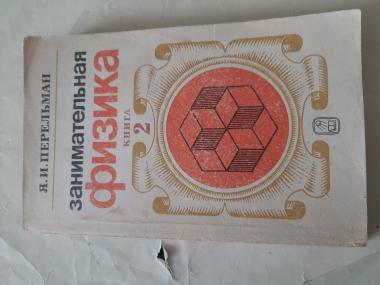 Я.И.ПЕРЕЛЬМАН
занимательная
физика
КНИГА
2